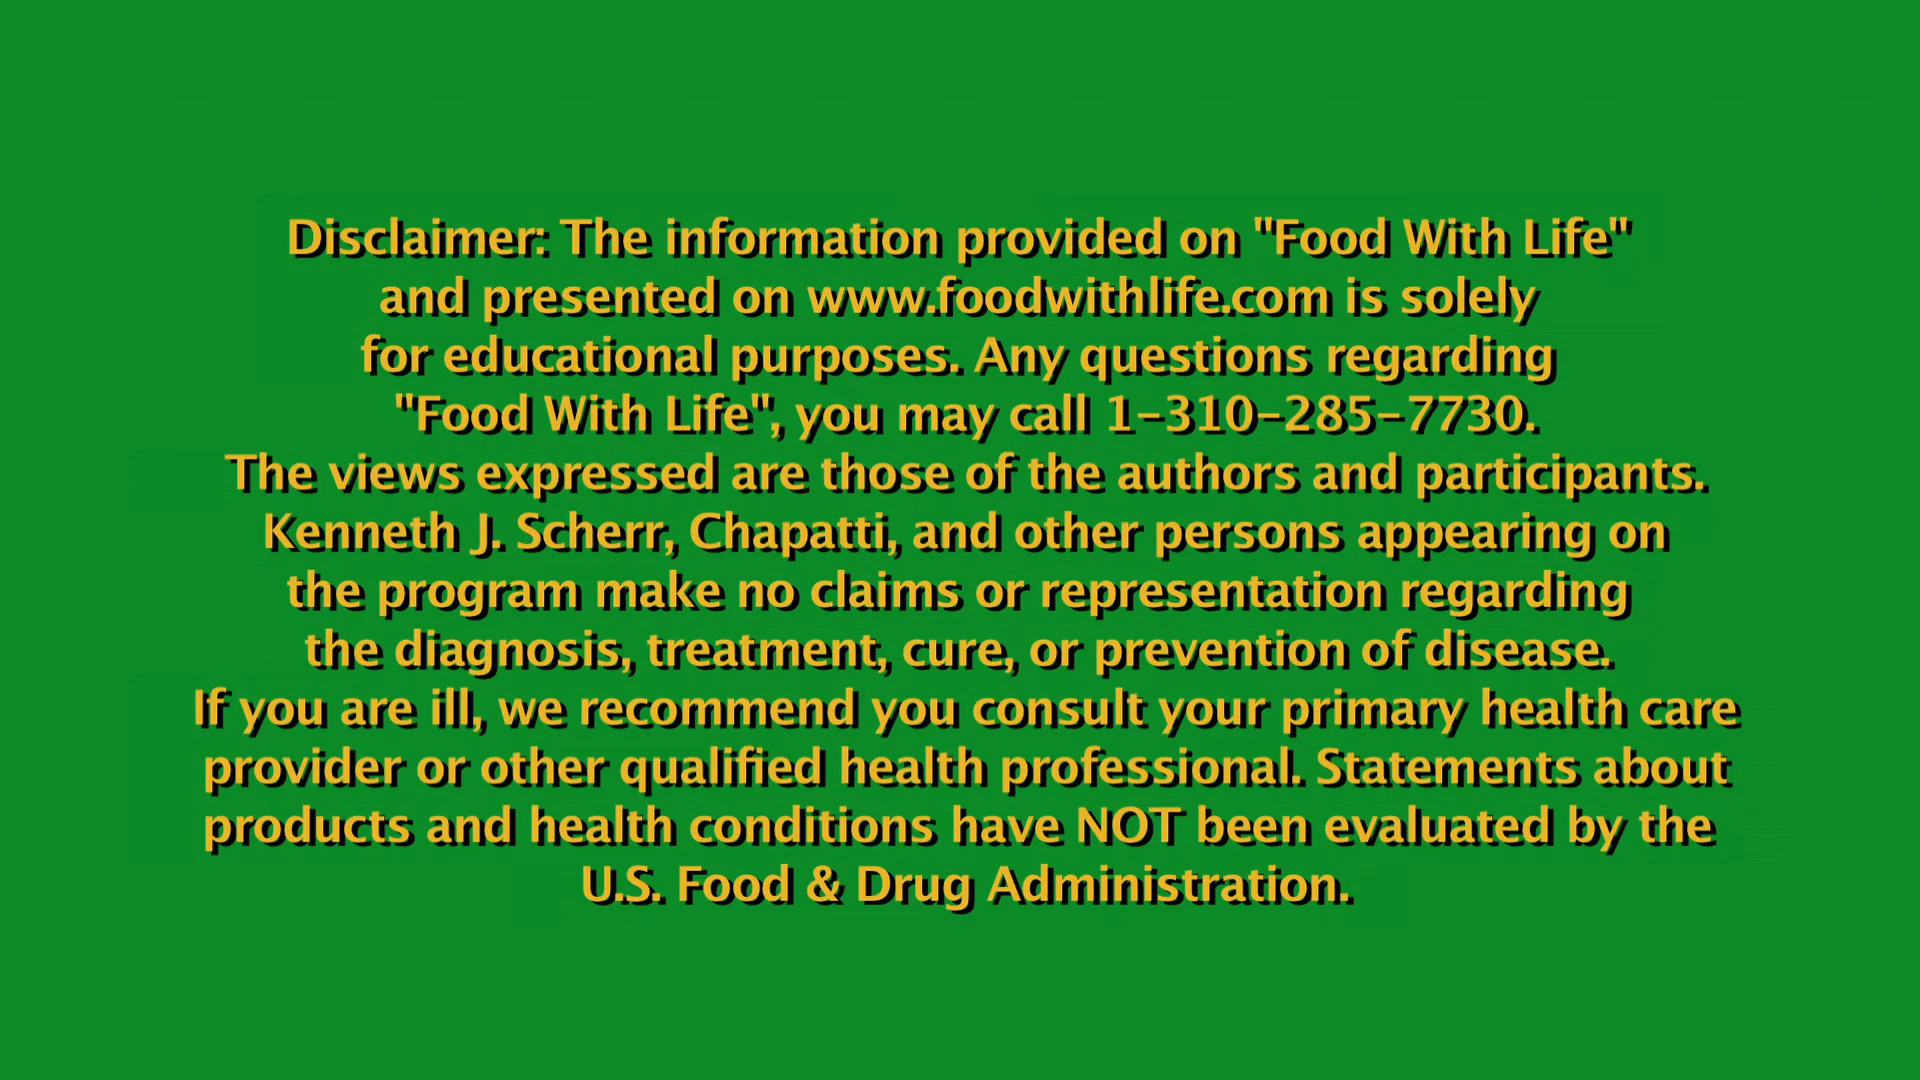 Disclaimer: The information provided on "Food With Life"
and presented on www.foodwithlife.com is solely
for educational purposes. Any questions regarding
"Food With Life", you may call 1-310-285-7730.
The views expressed are those of the authors and participants.
Kenneth J. Scherr, Chapatti, and other persons appearing on
the program make no claims or representation regarding
the diagnosis, treatment, cure, or prevention of disease.
If you are ill, we recommend you consult your primary health care
provider or other qualified health professional. Statements about
products and health conditions have NOT been evaluated by the
U.S. Food & Drug Administration.